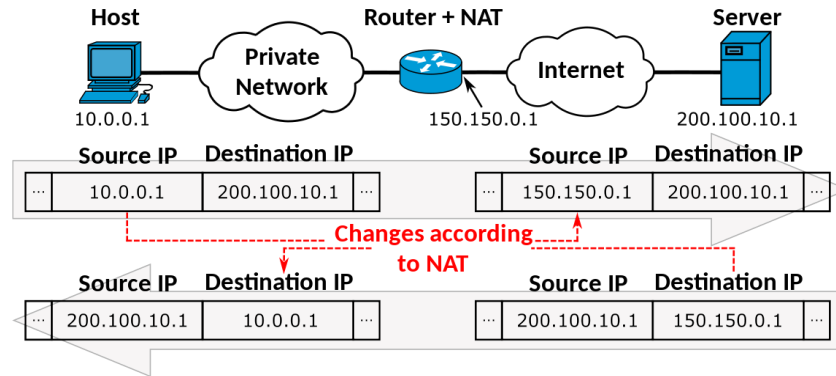 Host Router + NAT Server
Private
Network
Internet
10.0.0.1 150.150.0.1 200.100.10.1
Source IP Destination IP Source IP Destination IP
... 10.0.0.1 200.100.10.1 ... ... 150.150.0.1 200.100.10.1 ...
Changes according
to NAT
Source IP Destination IP Source IP Destination IP
... 200.100.10.1 10.0.0.1 ... ... 200.100.10.1 150.150.0.1 ...